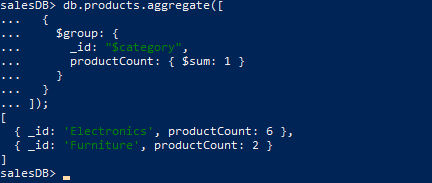 salesDB> db.products.aggregate([
...   {
...     $group: {
...       _id: "$category",
...       productCount: { $sum: 1 }
...     }
...   }
... ]);
[
  { _id: 'Electronics', productCount: 6 },
  { _id: 'Furniture', productCount: 2 }
]
salesDB>